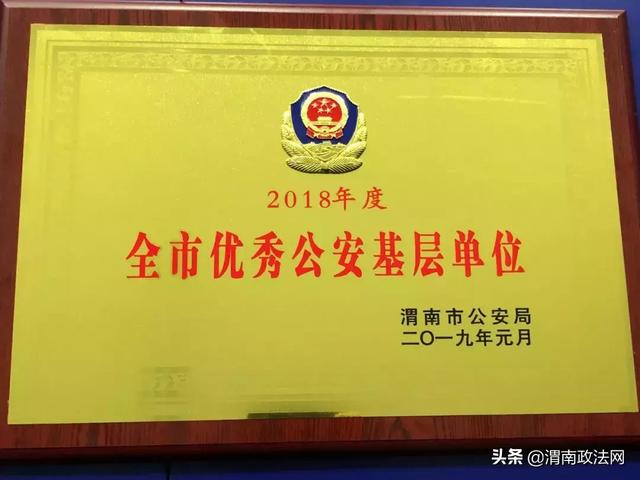 2018年度
全市优秀公安基层单位
渭南市公安局
二〇一九年元月
头条 @渭南政法网